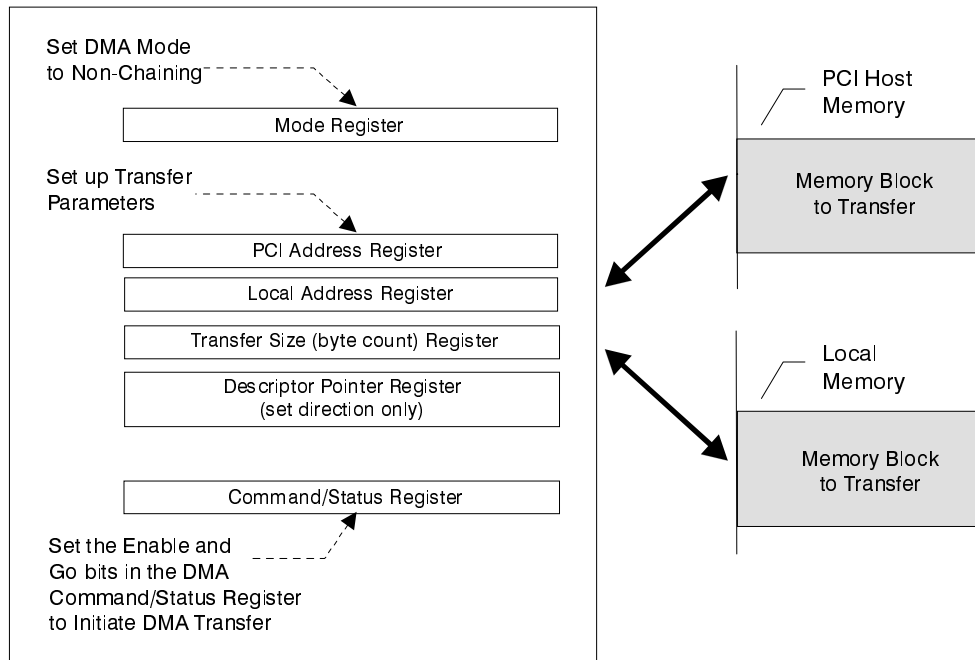 Set DMA Mode
to Non-Chaining
Mode Register
Set up Transfer
Parameters
PCI Address Register
Local Address Register
Transfer Size (byte count) Register
Descriptor Pointer Register
(set direction only)
Command/Status Register
Set the Enable and
Go bits in the DMA
Command/Status Register
to Initiate DMA Transfer
PCI Host
Memory
Memory Block
to Transfer
Local
Memory
Memory Block
to Transfer